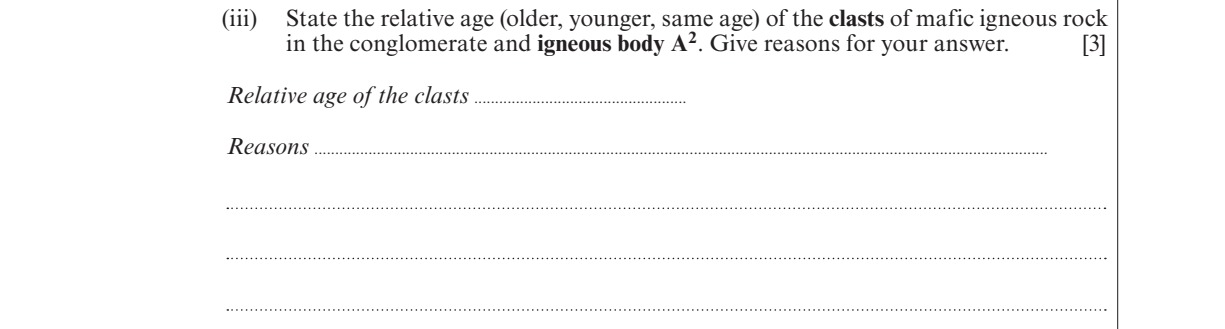 (iii) State the relative age (older, younger, same age) of the clasts of mafic igneous rock
in the conglomerate and igneous body A². Give reasons for your answer. [3]
Relative age of the clasts ..................................................
Reasons ....................................................................................................
....................................................................................................
....................................................................................................
....................................................................................................